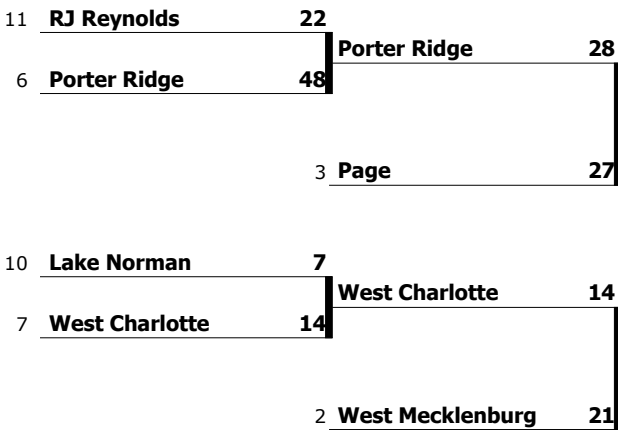 11 RJ Reynolds 22
Porter Ridge 28
6 Porter Ridge 48
3 Page 27
10 Lake Norman 7
West Charlotte 14
7 West Charlotte 14
2 West Mecklenburg 21